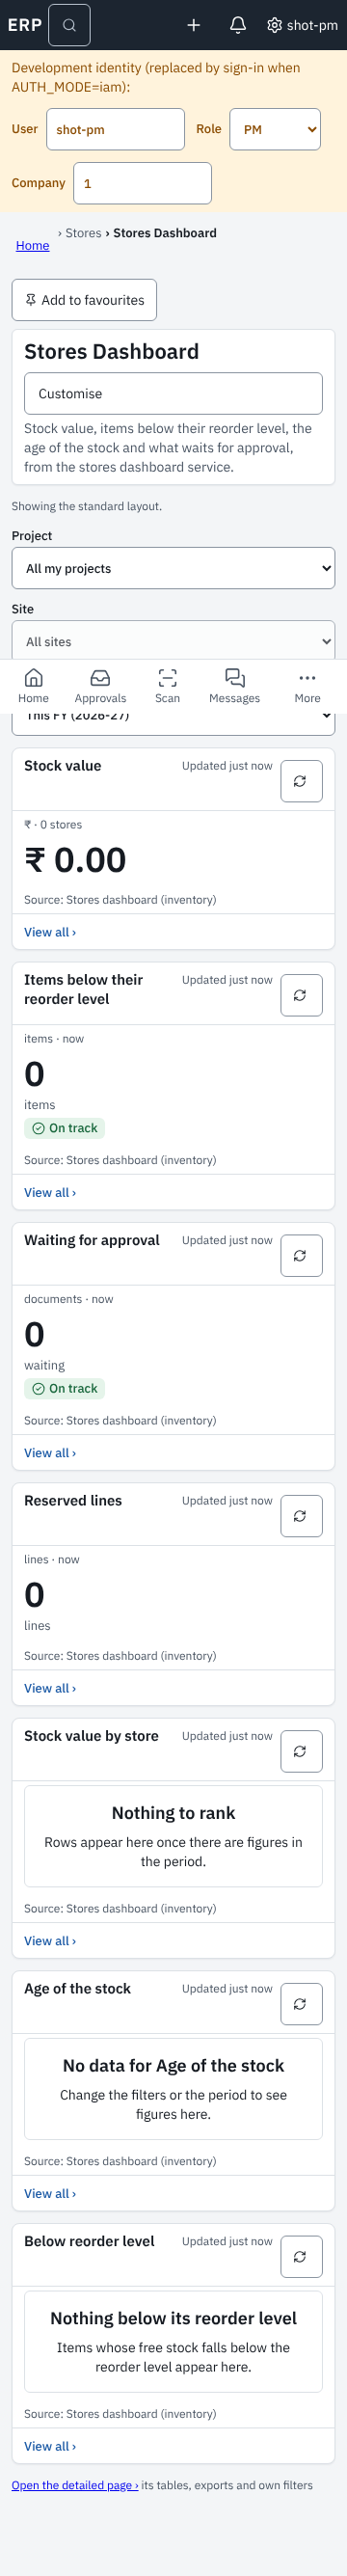 ERP
shot-pm
Development identity (replaced by sign-in when
AUTH_MODE=iam):
User shot-pm Role PM
Company 1
Home › Stores › Stores Dashboard
Add to favourites
Stores Dashboard
Customise
Stock value, items below their reorder level, the
age of the stock and what waits for approval,
from the stores dashboard service.
Showing the standard layout.
Project
All my projects
Site
All sites
Home Approvals Scan Messages More
This FY (2026-27)
Stock value Updated just now
₹ · 0 stores
₹ 0.00
Source: Stores dashboard (inventory)
View all ›
Items below their Updated just now
reorder level
items · now
0
items
On track
Source: Stores dashboard (inventory)
View all ›
Waiting for approval Updated just now
documents · now
0
waiting
On track
Source: Stores dashboard (inventory)
View all ›
Reserved lines Updated just now
lines · now
0
lines
Source: Stores dashboard (inventory)
View all ›
Stock value by store Updated just now
Nothing to rank
Rows appear here once there are figures in
the period.
Source: Stores dashboard (inventory)
View all ›
Age of the stock Updated just now
No data for Age of the stock
Change the filters or the period to see
figures here.
Source: Stores dashboard (inventory)
View all ›
Below reorder level Updated just now
Nothing below its reorder level
Items whose free stock falls below the
reorder level appear here.
Source: Stores dashboard (inventory)
View all ›
Open the detailed page › its tables, exports and own filters